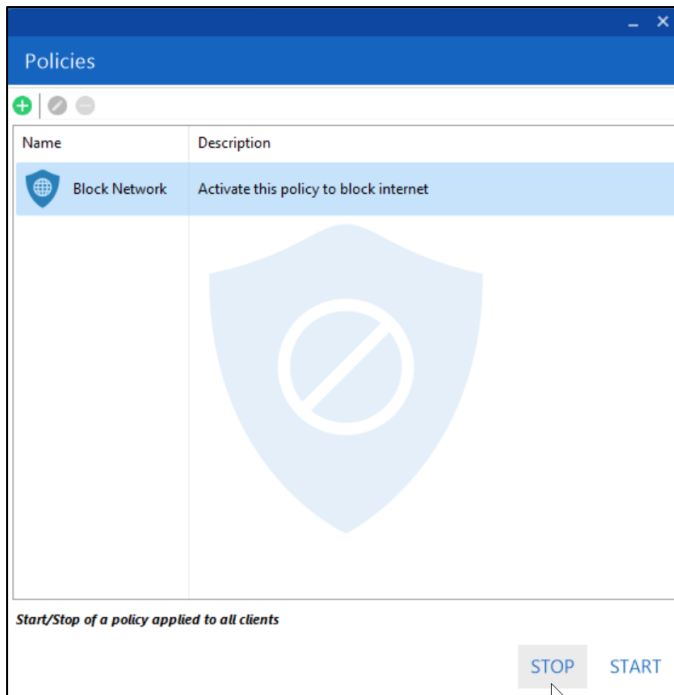 Policies
Name Description
Block Network Activate this policy to block internet
Start/Stop of a policy applied to all clients
STOP START